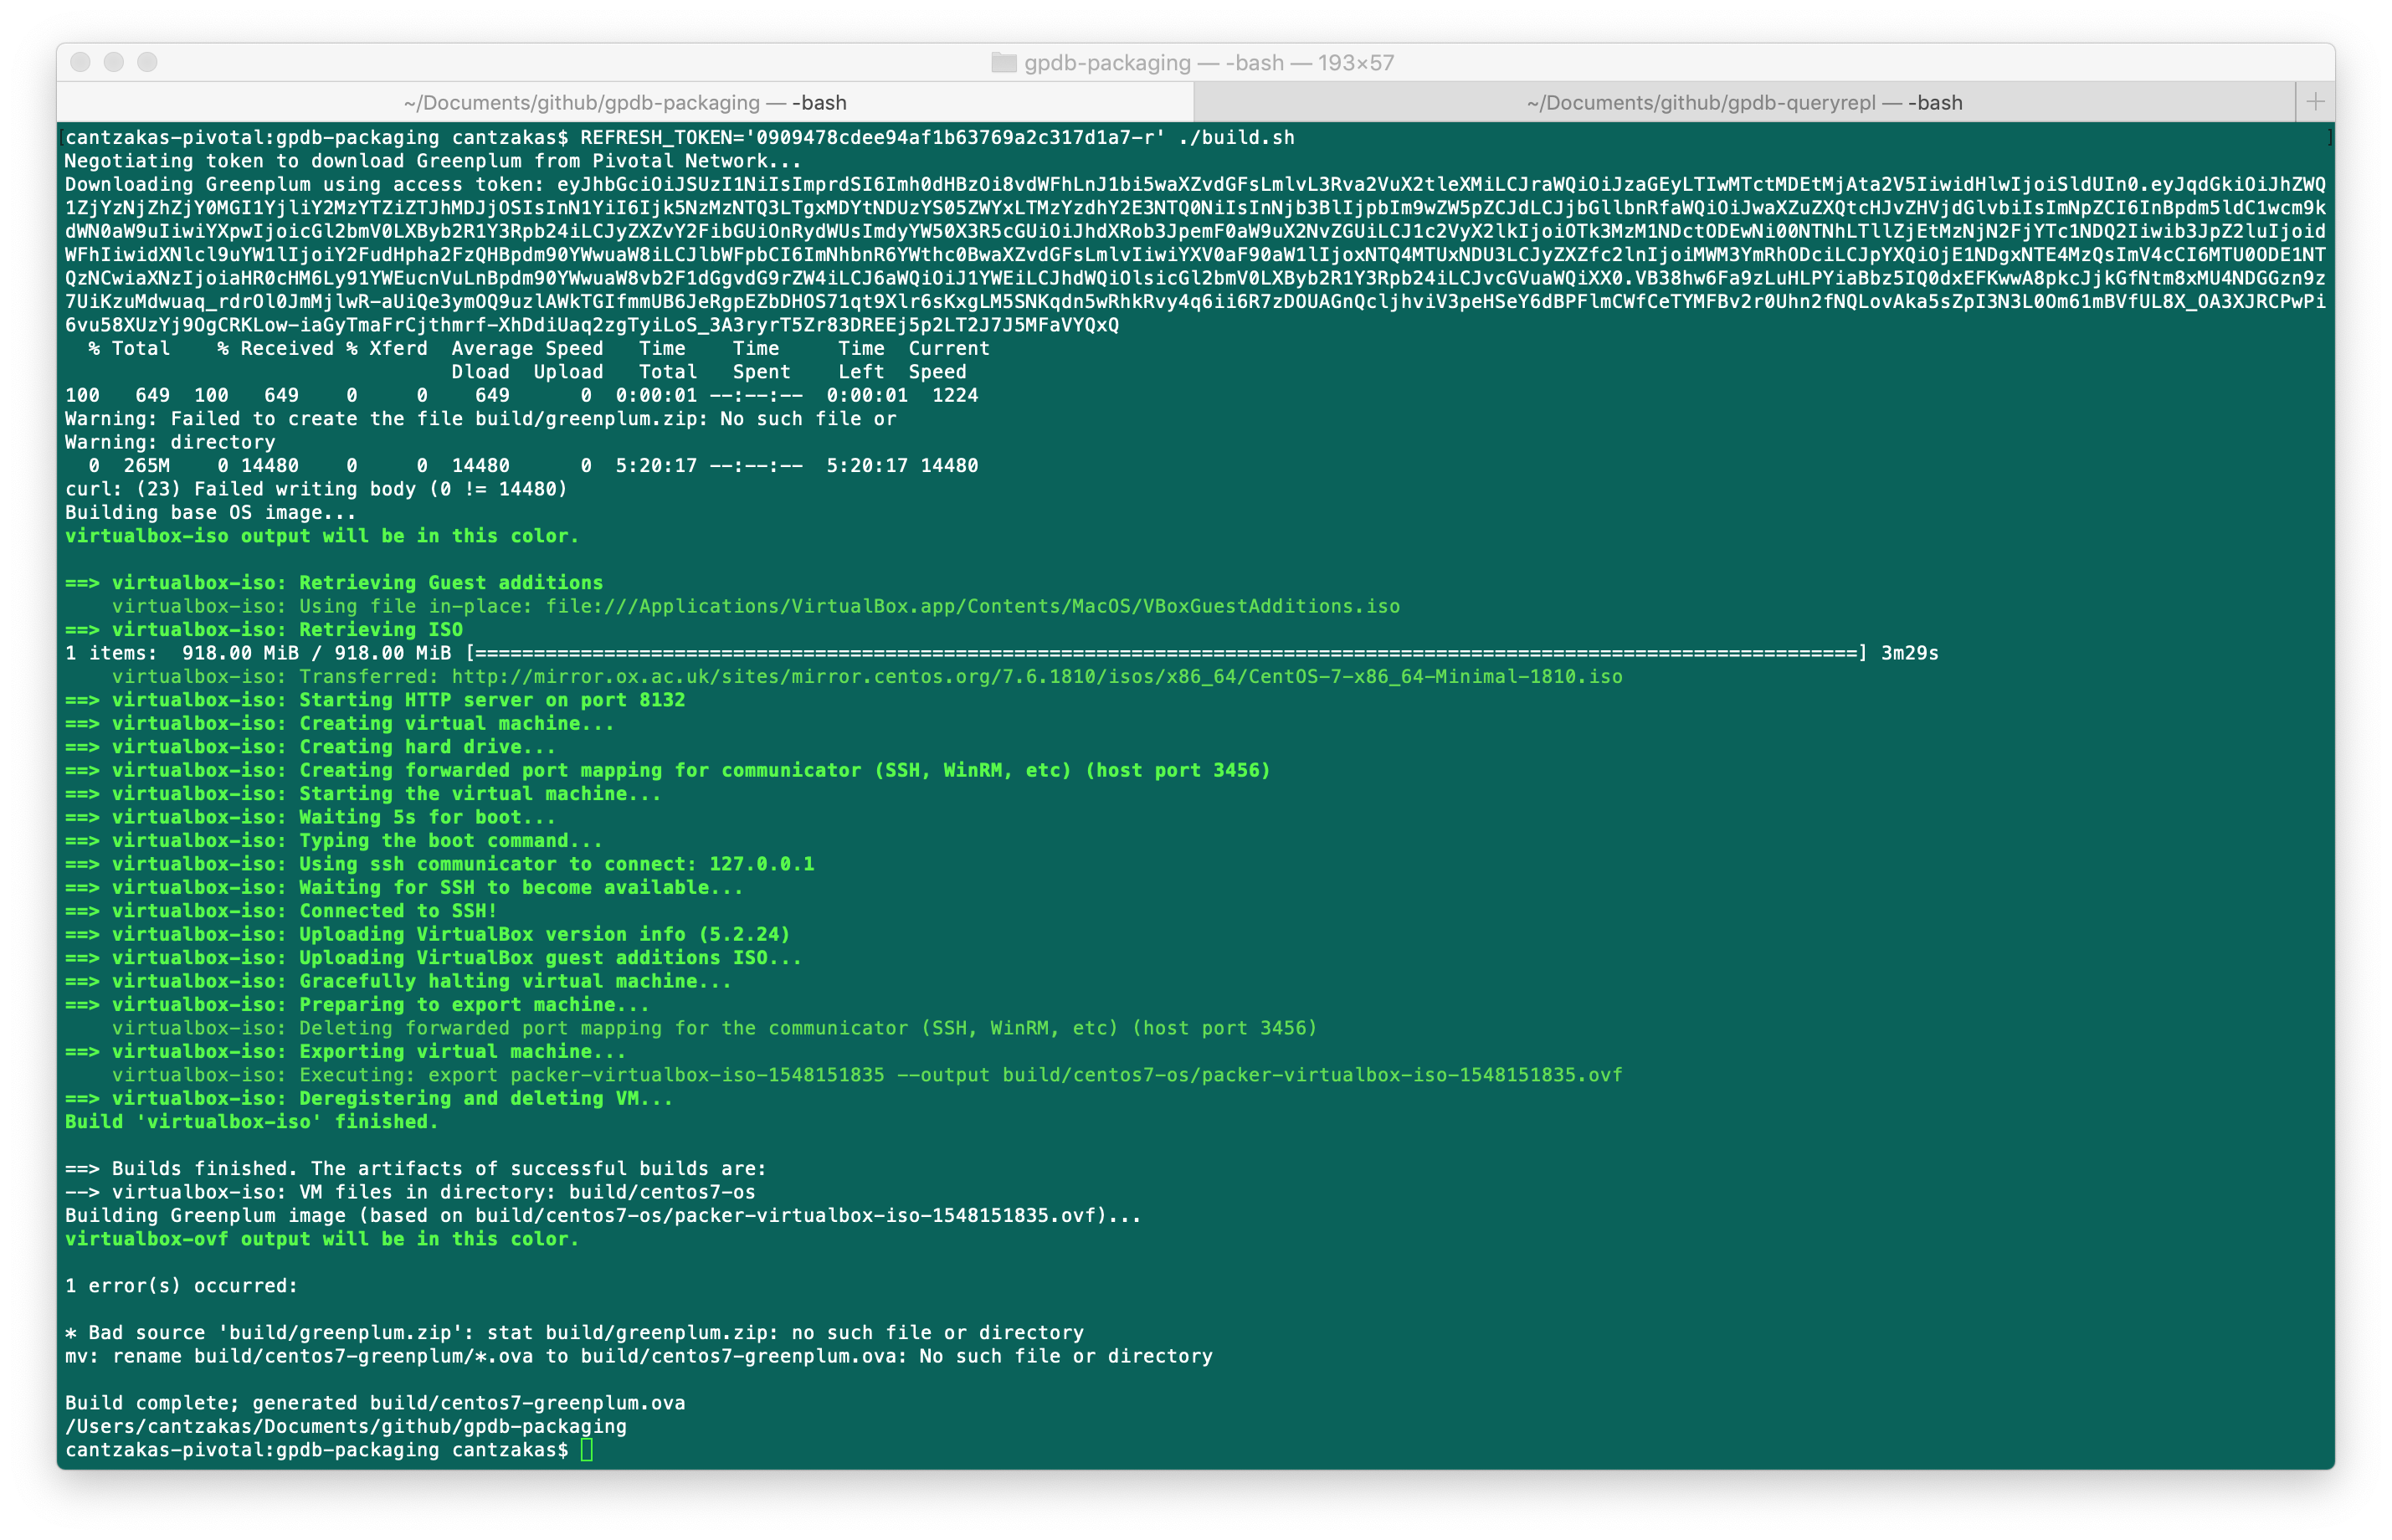 gpdb-packaging — -bash — 193×57
~/Documents/github/gpdb-packaging — -bash
~/Documents/github/gpdb-queryrepl — -bash
cantzakas-pivotal:gpdb-packaging cantzakas$ REFRESH_TOKEN='0909478cdee94af1b63769a2c317d1a7-r' ./build.sh
Negotiating token to download Greenplum from Pivotal Network...
Downloading Greenplum using access token:
  % Total    % Received % Xferd  Average Speed   Time    Time     Time  Current
                                 Dload  Upload   Total   Spent    Left  Speed
100   649  100   649    0     0    649      0  0:00:01 --:--:--  0:00:01  1224
Warning: Failed to create the file build/greenplum.zip: No such file or
Warning: directory
  0  265M    0 14480    0     0  14480      0  5:20:17 --:--:--  5:20:17 14480
curl: (23) Failed writing body (0 != 14480)
Building base OS image...
virtualbox-iso output will be in this color.
==> virtualbox-iso: Retrieving Guest additions
    virtualbox-iso: Using file in-place: file:///Applications/VirtualBox.app/Contents/MacOS/VBoxGuestAdditions.iso
==> virtualbox-iso: Retrieving ISO
1 items:  918.00 MiB / 918.00 MiB [======================================================================================================================] 3m29s
    virtualbox-iso: Transferred: http://mirror.ox.ac.uk/sites/mirror.centos.org/7.6.1810/isos/x86_64/CentOS-7-x86_64-Minimal-1810.iso
==> virtualbox-iso: Starting HTTP server on port 8132
==> virtualbox-iso: Creating virtual machine...
==> virtualbox-iso: Creating hard drive...
==> virtualbox-iso: Creating forwarded port mapping for communicator (SSH, WinRM, etc) (host port 3456)
==> virtualbox-iso: Starting the virtual machine...
==> virtualbox-iso: Waiting 5s for boot...
==> virtualbox-iso: Typing the boot command...
==> virtualbox-iso: Using ssh communicator to connect: 127.0.0.1
==> virtualbox-iso: Waiting for SSH to become available...
==> virtualbox-iso: Connected to SSH!
==> virtualbox-iso: Uploading VirtualBox version info (5.2.24)
==> virtualbox-iso: Uploading VirtualBox guest additions ISO...
==> virtualbox-iso: Gracefully halting virtual machine...
==> virtualbox-iso: Preparing to export machine...
    virtualbox-iso: Deleting forwarded port mapping for the communicator (SSH, WinRM, etc) (host port 3456)
==> virtualbox-iso: Exporting virtual machine...
    virtualbox-iso: Executing: export packer-virtualbox-iso-1548151835 --output build/centos7-os/packer-virtualbox-iso-1548151835.ovf
==> virtualbox-iso: Deregistering and deleting VM...
Build 'virtualbox-iso' finished.
==> Builds finished. The artifacts of successful builds are:
--> virtualbox-iso: VM files in directory: build/centos7-os
Building Greenplum image (based on build/centos7-os/packer-virtualbox-iso-1548151835.ovf)...
virtualbox-ovf output will be in this color.
1 error(s) occurred:
* Bad source 'build/greenplum.zip': stat build/greenplum.zip: no such file or directory
mv: rename build/centos7-greenplum/*.ova to build/centos7-greenplum.ova: No such file or directory
Build complete; generated build/centos7-greenplum.ova
/Users/cantzakas/Documents/github/gpdb-packaging
cantzakas-pivotal:gpdb-packaging cantzakas$